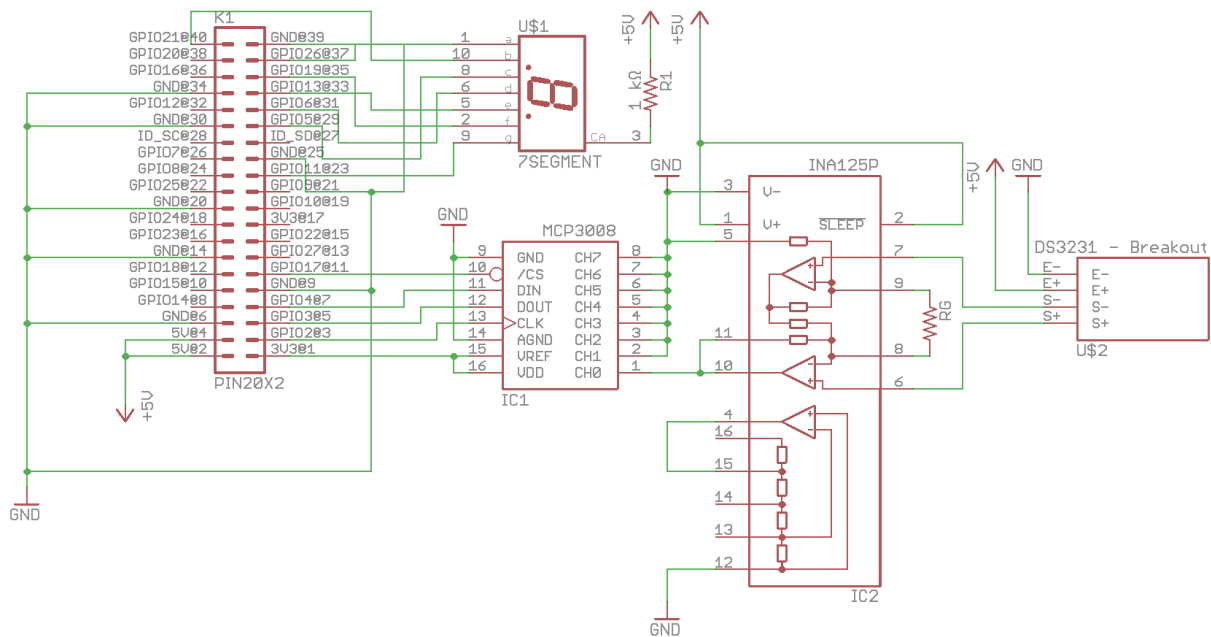 K1
GPIO21@40
GPIO20@38
GPIO16@36
GND@34
GPIO12@32
GND@30
ID_SC@28
GPIO7@26
GPIO8@24
GPIO25@22
GND@20
GPIO24@18
GPIO23@16
GND@14
GPIO18@12
GPIO15@10
GPIO14@8
GND@6
5V@4
5V@2
GND@39
GPIO26@37
GPIO19@35
GPIO13@33
GPIO6@31
GPIO5@29
ID_SD@27
GND@25
GPIO11@23
GPIO9@21
GPIO10@19
3V3@17
GPIO22@15
GPIO27@13
GPIO17@11
GND@9
GPIO4@7
GPIO3@5
GPIO2@3
3V3@1
PIN20X2
+5V
GND
U$1
1 a
10 b
8 c
6 d
5 e
2 f
9 g
CA 3
7SEGMENT
+5V
1 kΩ
R1
+5V
GND
MCP3008
9 GND CH7 8
10 /CS CH6 7
11 DIN CH5 6
12 DOUT CH4 5
13 CLK CH3 4
14 AGND CH2 3
15 VREF CH1 2
16 VDD CH0 1
IC1
GND
INA125P
3 V-
1 V+ SLEEP 2
5
7
9
11
8
10
6
4
16
15
14
13
12
IC2
GND
RG
+5V
GND
DS3231 - Breakout
E- E-
E+ E+
S- S-
S+ S+
U$2